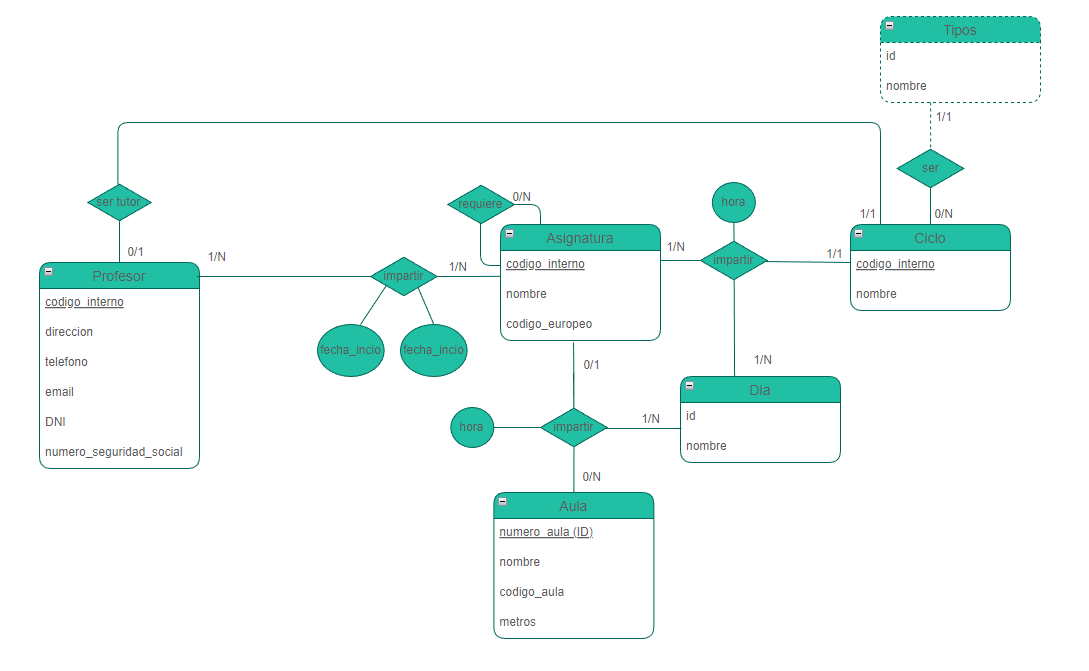 Tipos
id
nombre
1/1
ser
0/N
ser tutor
0/1
1/N
requiere
0/N
hora
1/1
Profesor
codigo_interno
direccion
telefono
email
DNI
numero_seguridad_social
impartir
1/N
fecha_incio
fecha_incio
Asignatura
codigo_interno
nombre
codigo_europeo
1/N
impartir
1/1
Ciclo
codigo_interno
nombre
0/1
1/N
hora
impartir
1/N
Dia
id
nombre
0/N
Aula
numero_aula (ID)
nombre
codigo_aula
metros